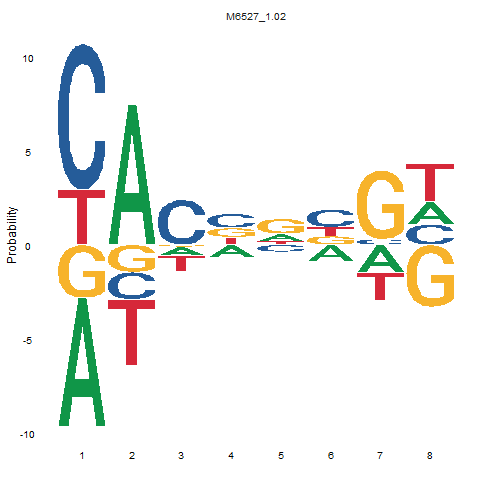 M6527_1.02
Probability
10
5
0
-5
-10
C T G A
A G C T
C G A T
C G T A
G A T C
C T G A
G C A T
T A C G
1 2 3 4 5 6 7 8